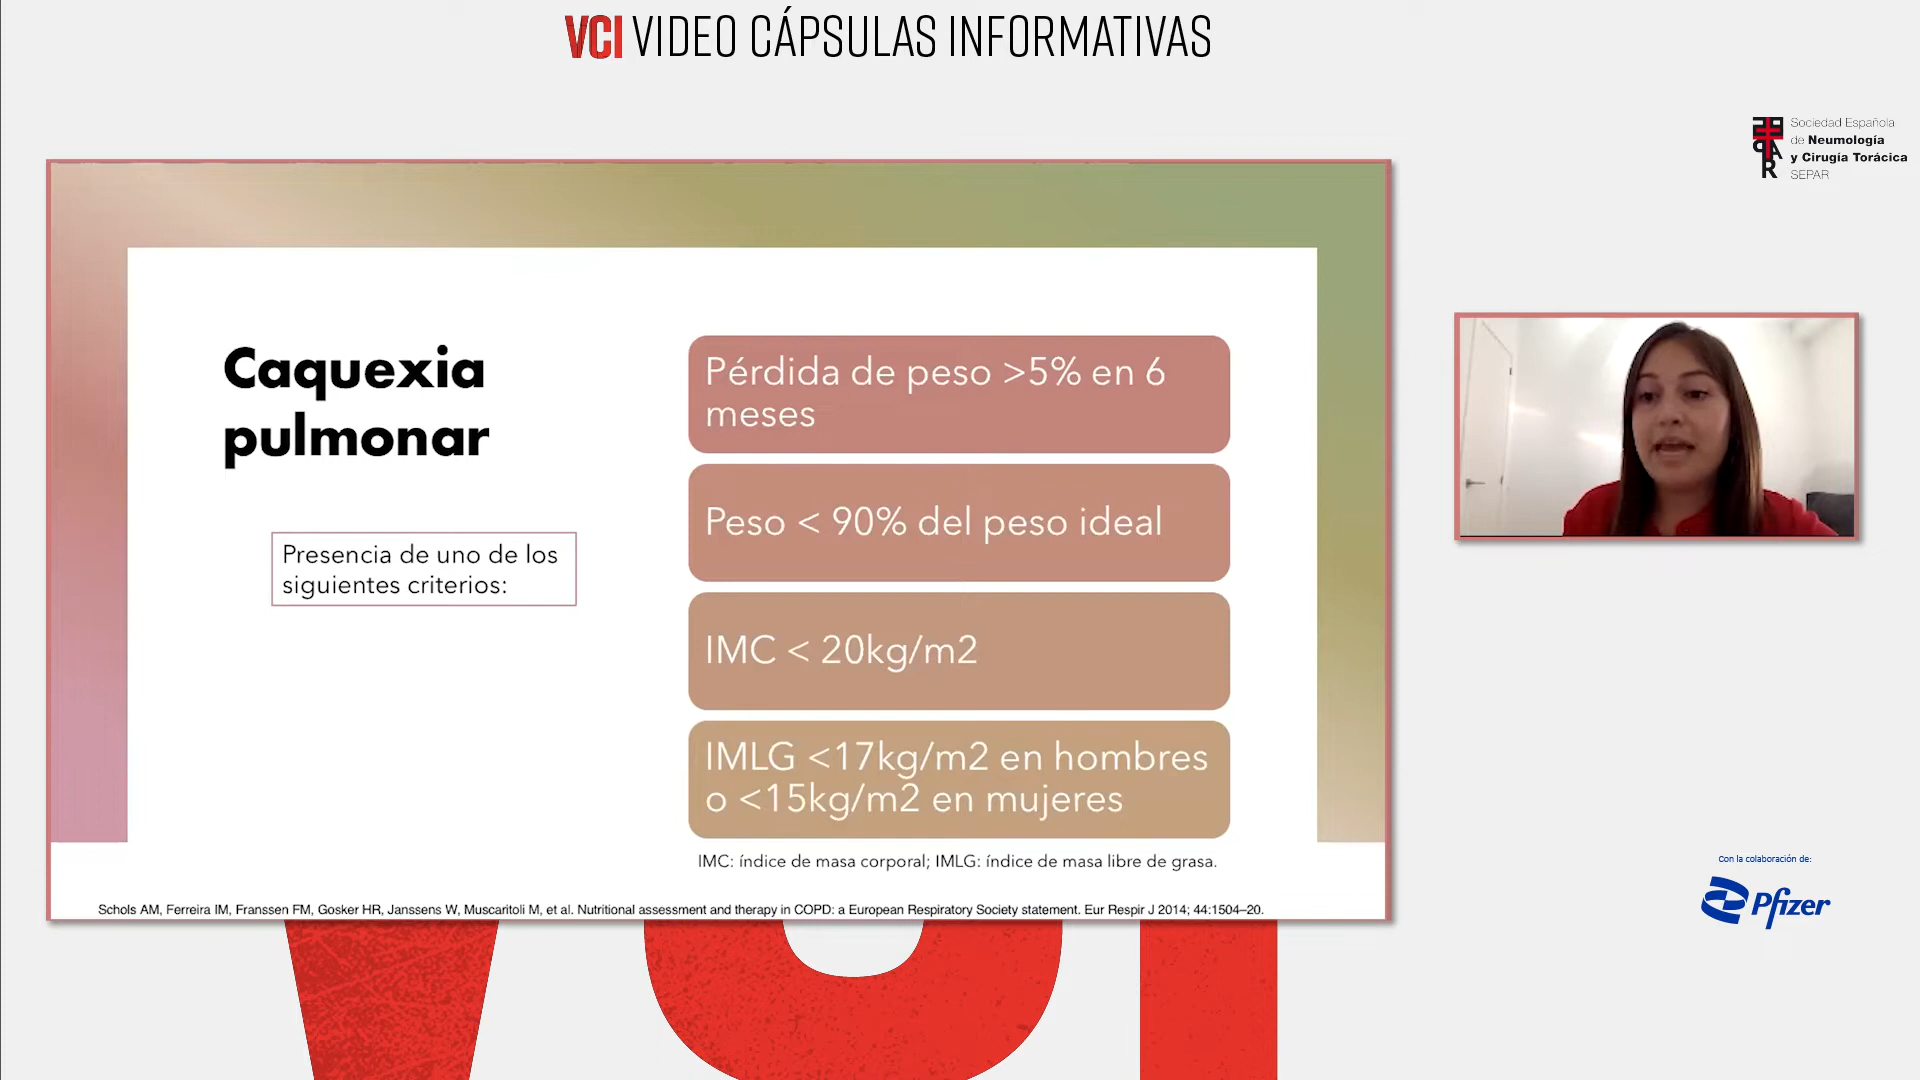 VCI VIDEO CÁPSULAS INFORMATIVAS
Sociedad Española
de Neumología
y Cirugía Torácica
SEPAR
Caquexia
pulmonar
Presencia de uno de los
siguientes criterios:
Pérdida de peso >5% en 6
meses
Peso < 90% del peso ideal
IMC < 20kg/m2
IMLG <17kg/m2 en hombres
o <15kg/m2 en mujeres
IMC: índice de masa corporal; IMLG: índice de masa libre de grasa.
Schols AM, Ferreira IM, Franssen FM, Gosker HR, Janssens W, Muscaritoli M, et al. Nutritional assessment and therapy in COPD: a European Respiratory Society statement. Eur Respir J 2014; 44:1504–20.
Con la colaboración de:
Pfizer
VCI